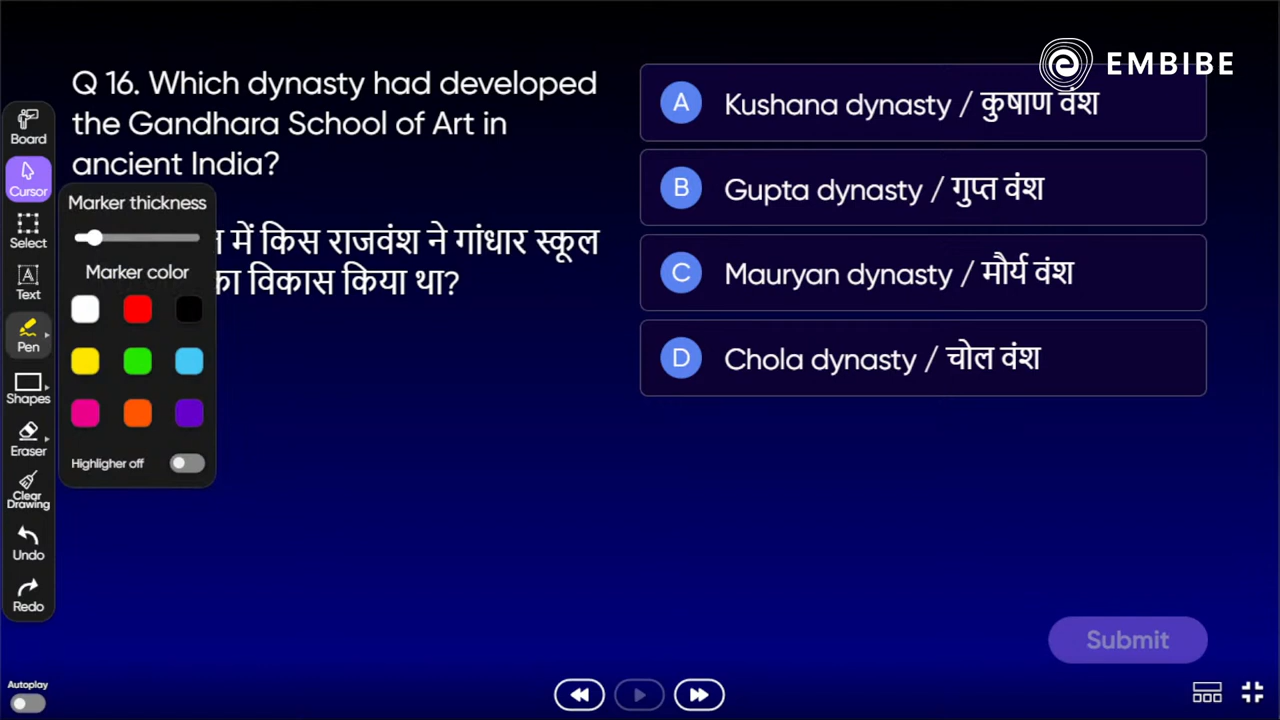 EMBIBE
Q 16. Which dynasty had developed
the Gandhara School of Art in
ancient India?
में किस राजवंश ने गांधार स्कूल
का विकास किया था?
A Kushana dynasty / कुषाण वंश
B Gupta dynasty / गुप्त वंश
C Mauryan dynasty / मौर्य वंश
D Chola dynasty / चोल वंश
Board
Cursor
Select
Text
Pen
Shapes
Eraser
Clear
Drawing
Undo
Redo
Marker thickness
Marker color
Highligher off
Submit
Autoplay